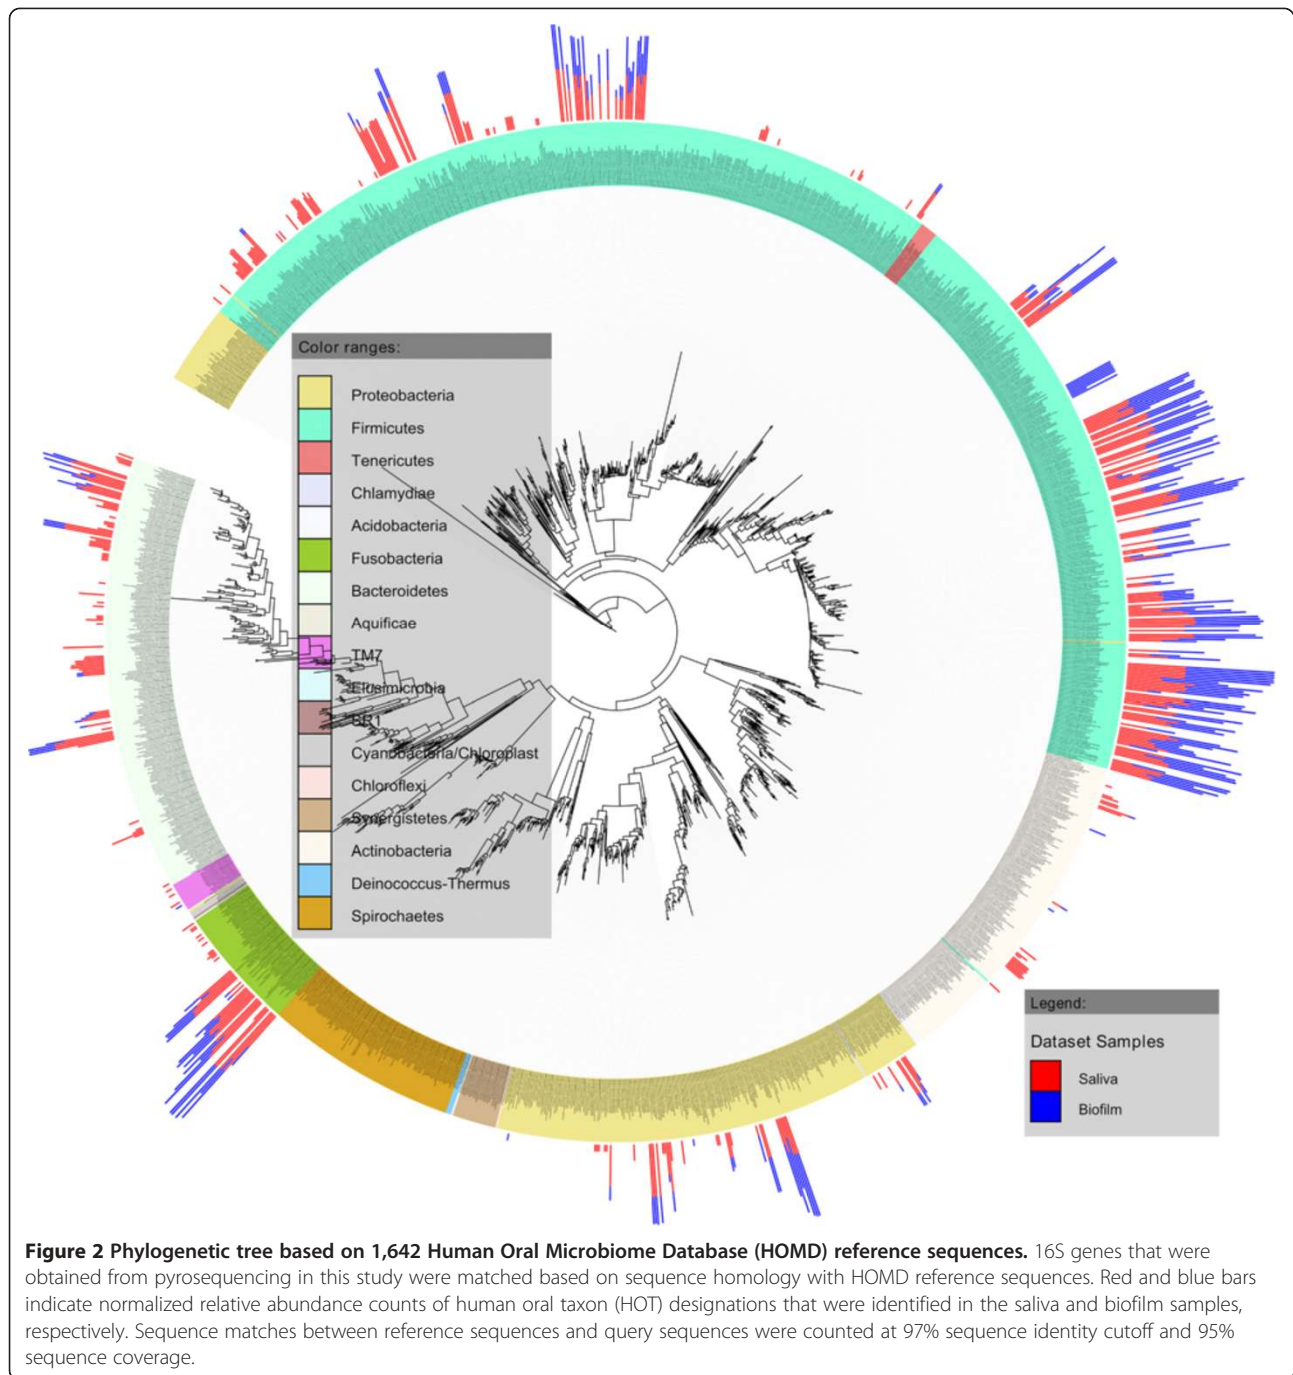 Color ranges:
Proteobacteria
Firmicutes
Tenericutes
Chlamydiae
Acidobacteria
Fusobacteria
Bacteroidetes
Aquificae
TM7
Elusimicrobia
SR1
Cyanobacteria/Chloroplast
Chloroflexi
Synergistetes
Actinobacteria
Deinococcus-Thermus
Spirochaetes
Legend:
Dataset Samples
Saliva
Biofilm
Figure 2 Phylogenetic tree based on 1,642 Human Oral Microbiome Database (HOMD) reference sequences. 16S genes that were
obtained from pyrosequencing in this study were matched based on sequence homology with HOMD reference sequences. Red and blue bars
indicate normalized relative abundance counts of human oral taxon (HOT) designations that were identified in the saliva and biofilm samples,
respectively. Sequence matches between reference sequences and query sequences were counted at 97% sequence identity cutoff and 95%
sequence coverage.